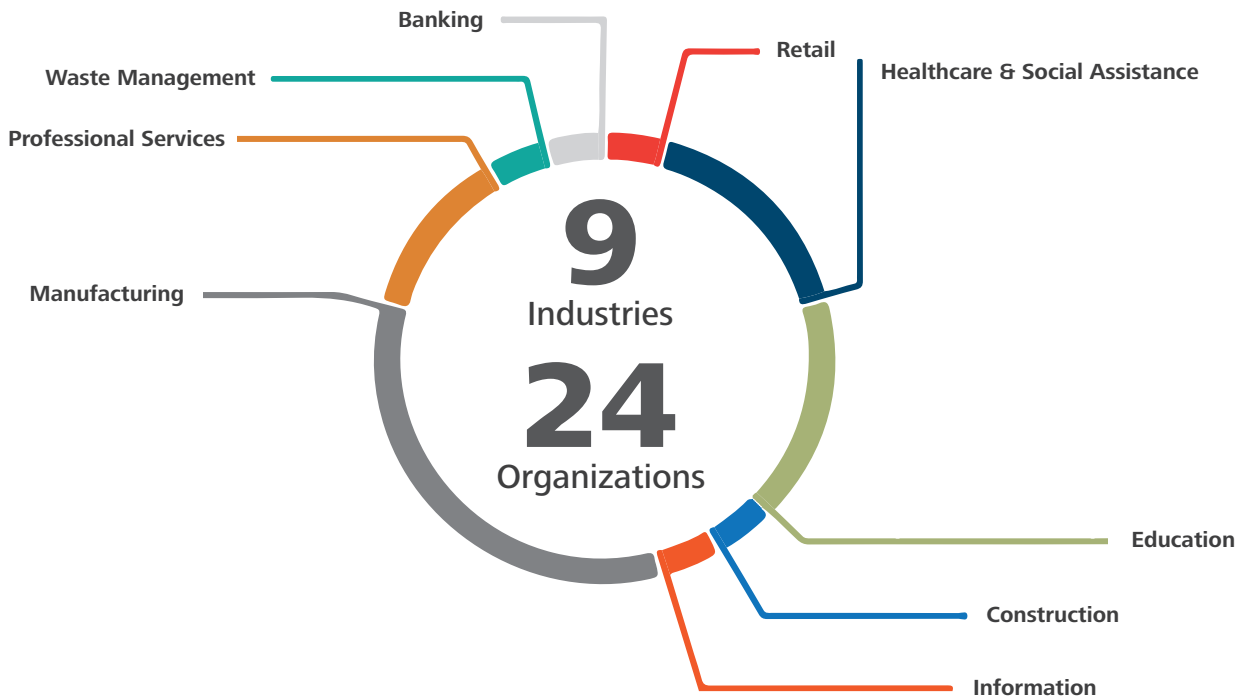 Banking
Retail
Healthcare & Social Assistance
Waste Management
Professional Services
9
Industries
Manufacturing
24
Organizations
Education
Construction
Information